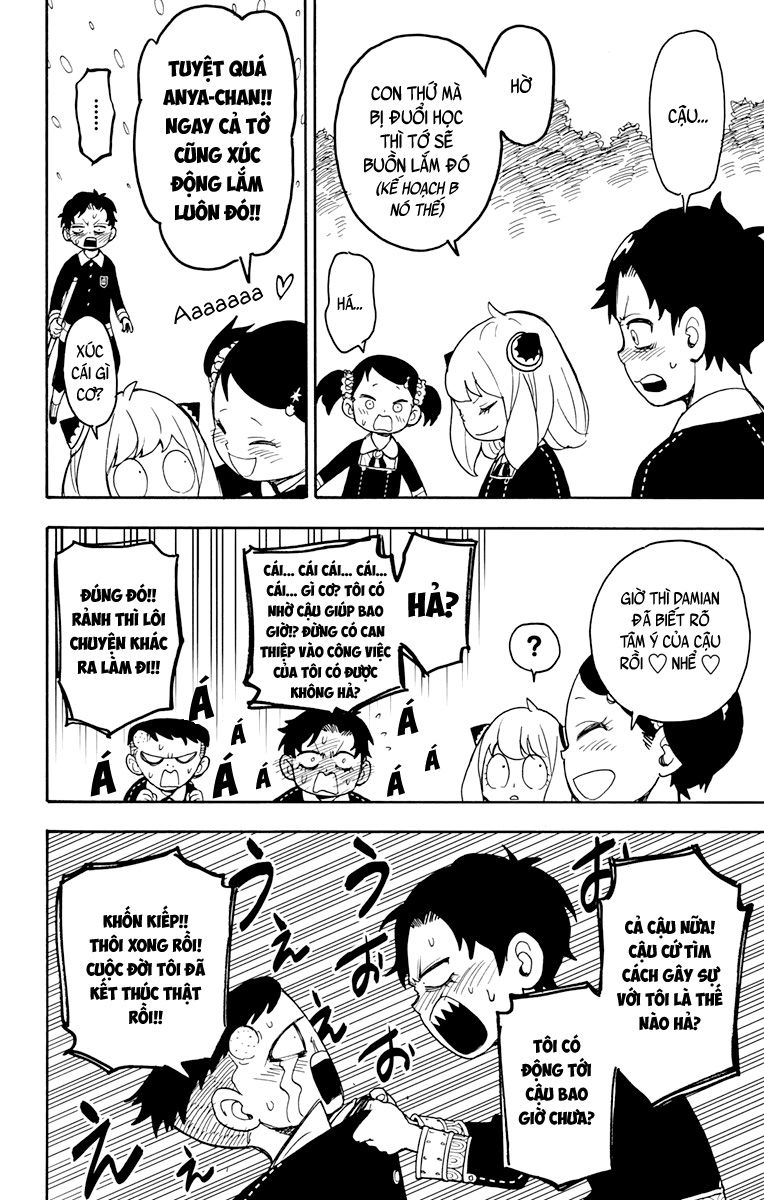 CẬU...
HỜ
CON THỨ MÀ
BỊ ĐUỔI HỌC
THÌ TỚ SẼ
BUỒN LẮM ĐÓ
(KẾ HOẠCH B
NÓ THẾ)
HẢ...
TUYỆT QUÁ
ANYA-CHAN!!
NGAY CẢ TỚ
CŨNG XÚC
ĐỘNG LẮM
LUÔN ĐÓ!!
Aaaaaaa ♡
......
XÚC
CÁI GÌ
CƠ?
GIỜ THÌ DAMIAN
ĐÃ BIẾT RÕ
TÂM Ý CỦA CẬU
RỒI ♡ NHỂ ♡
?
HẢ?
CÁI... CÁI CÁI... CÁI...
CÁI... GÌ CƠ? TÔI CÓ
NHỜ CẬU GIÚP BAO
GIỜ!? ĐỪNG CÓ CAN
THIỆP VÀO CÔNG VIỆC
CỦA TÔI CÓ ĐƯỢC
KHÔNG HẢ?
Á
Á
Á
Á
ĐÚNG ĐÓ!!
RẢNH THÌ LÔI
CHUYỆN KHÁC
RA LÀM ĐI!!
Á
Á
Á
Á
CẢ CẬU NỮA!
CẬU CỨ TÌM
CÁCH GÂY SỰ
VỚI TÔI LÀ THẾ
NÀO HẢ?
TÔI CÓ
ĐỘNG TỚI
CẬU BAO
GIỜ CHƯA?
おおおお
KHỐN KIẾP!!
THÔI XONG RỒI!
CUỘC ĐỜI TÔI ĐÃ
KẾT THÚC THẬT
RỒI!!
うぇぇ
えぇぇ